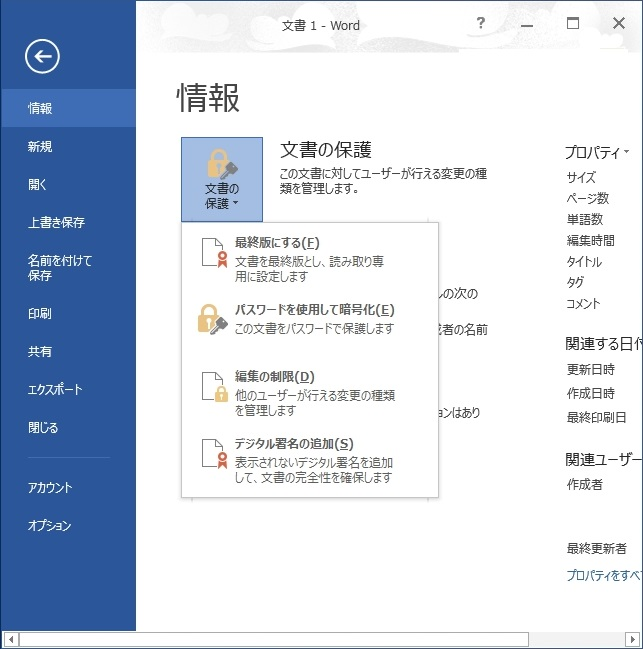 文書 1 - Word
?
情報
新規
開く
上書き保存
名前を付けて
保存
印刷
共有
エクスポート
閉じる
アカウント
オプション
情報
文書の
保護
文書の保護
この文書に対してユーザーが行える変更の種
類を管理します。
最終版にする(F)
文書を最終版とし、読み取り専
用に設定します
パスワードを使用して暗号化(E)
この文書をパスワードで保護します
編集の制限(D)
他のユーザーが行える変更の種類
を管理します
デジタル署名の追加(S)
表示されないデジタル署名を追加
して、文書の完全性を確保します
の次の
者の名前
ョンはあり
プロパティ
サイズ
ページ数
単語数
編集時間
タイトル
タグ
コメント
関連する日付
更新日時
作成日時
最終印刷日
関連ユーザー
作成者
最終更新者
プロパティをすべ